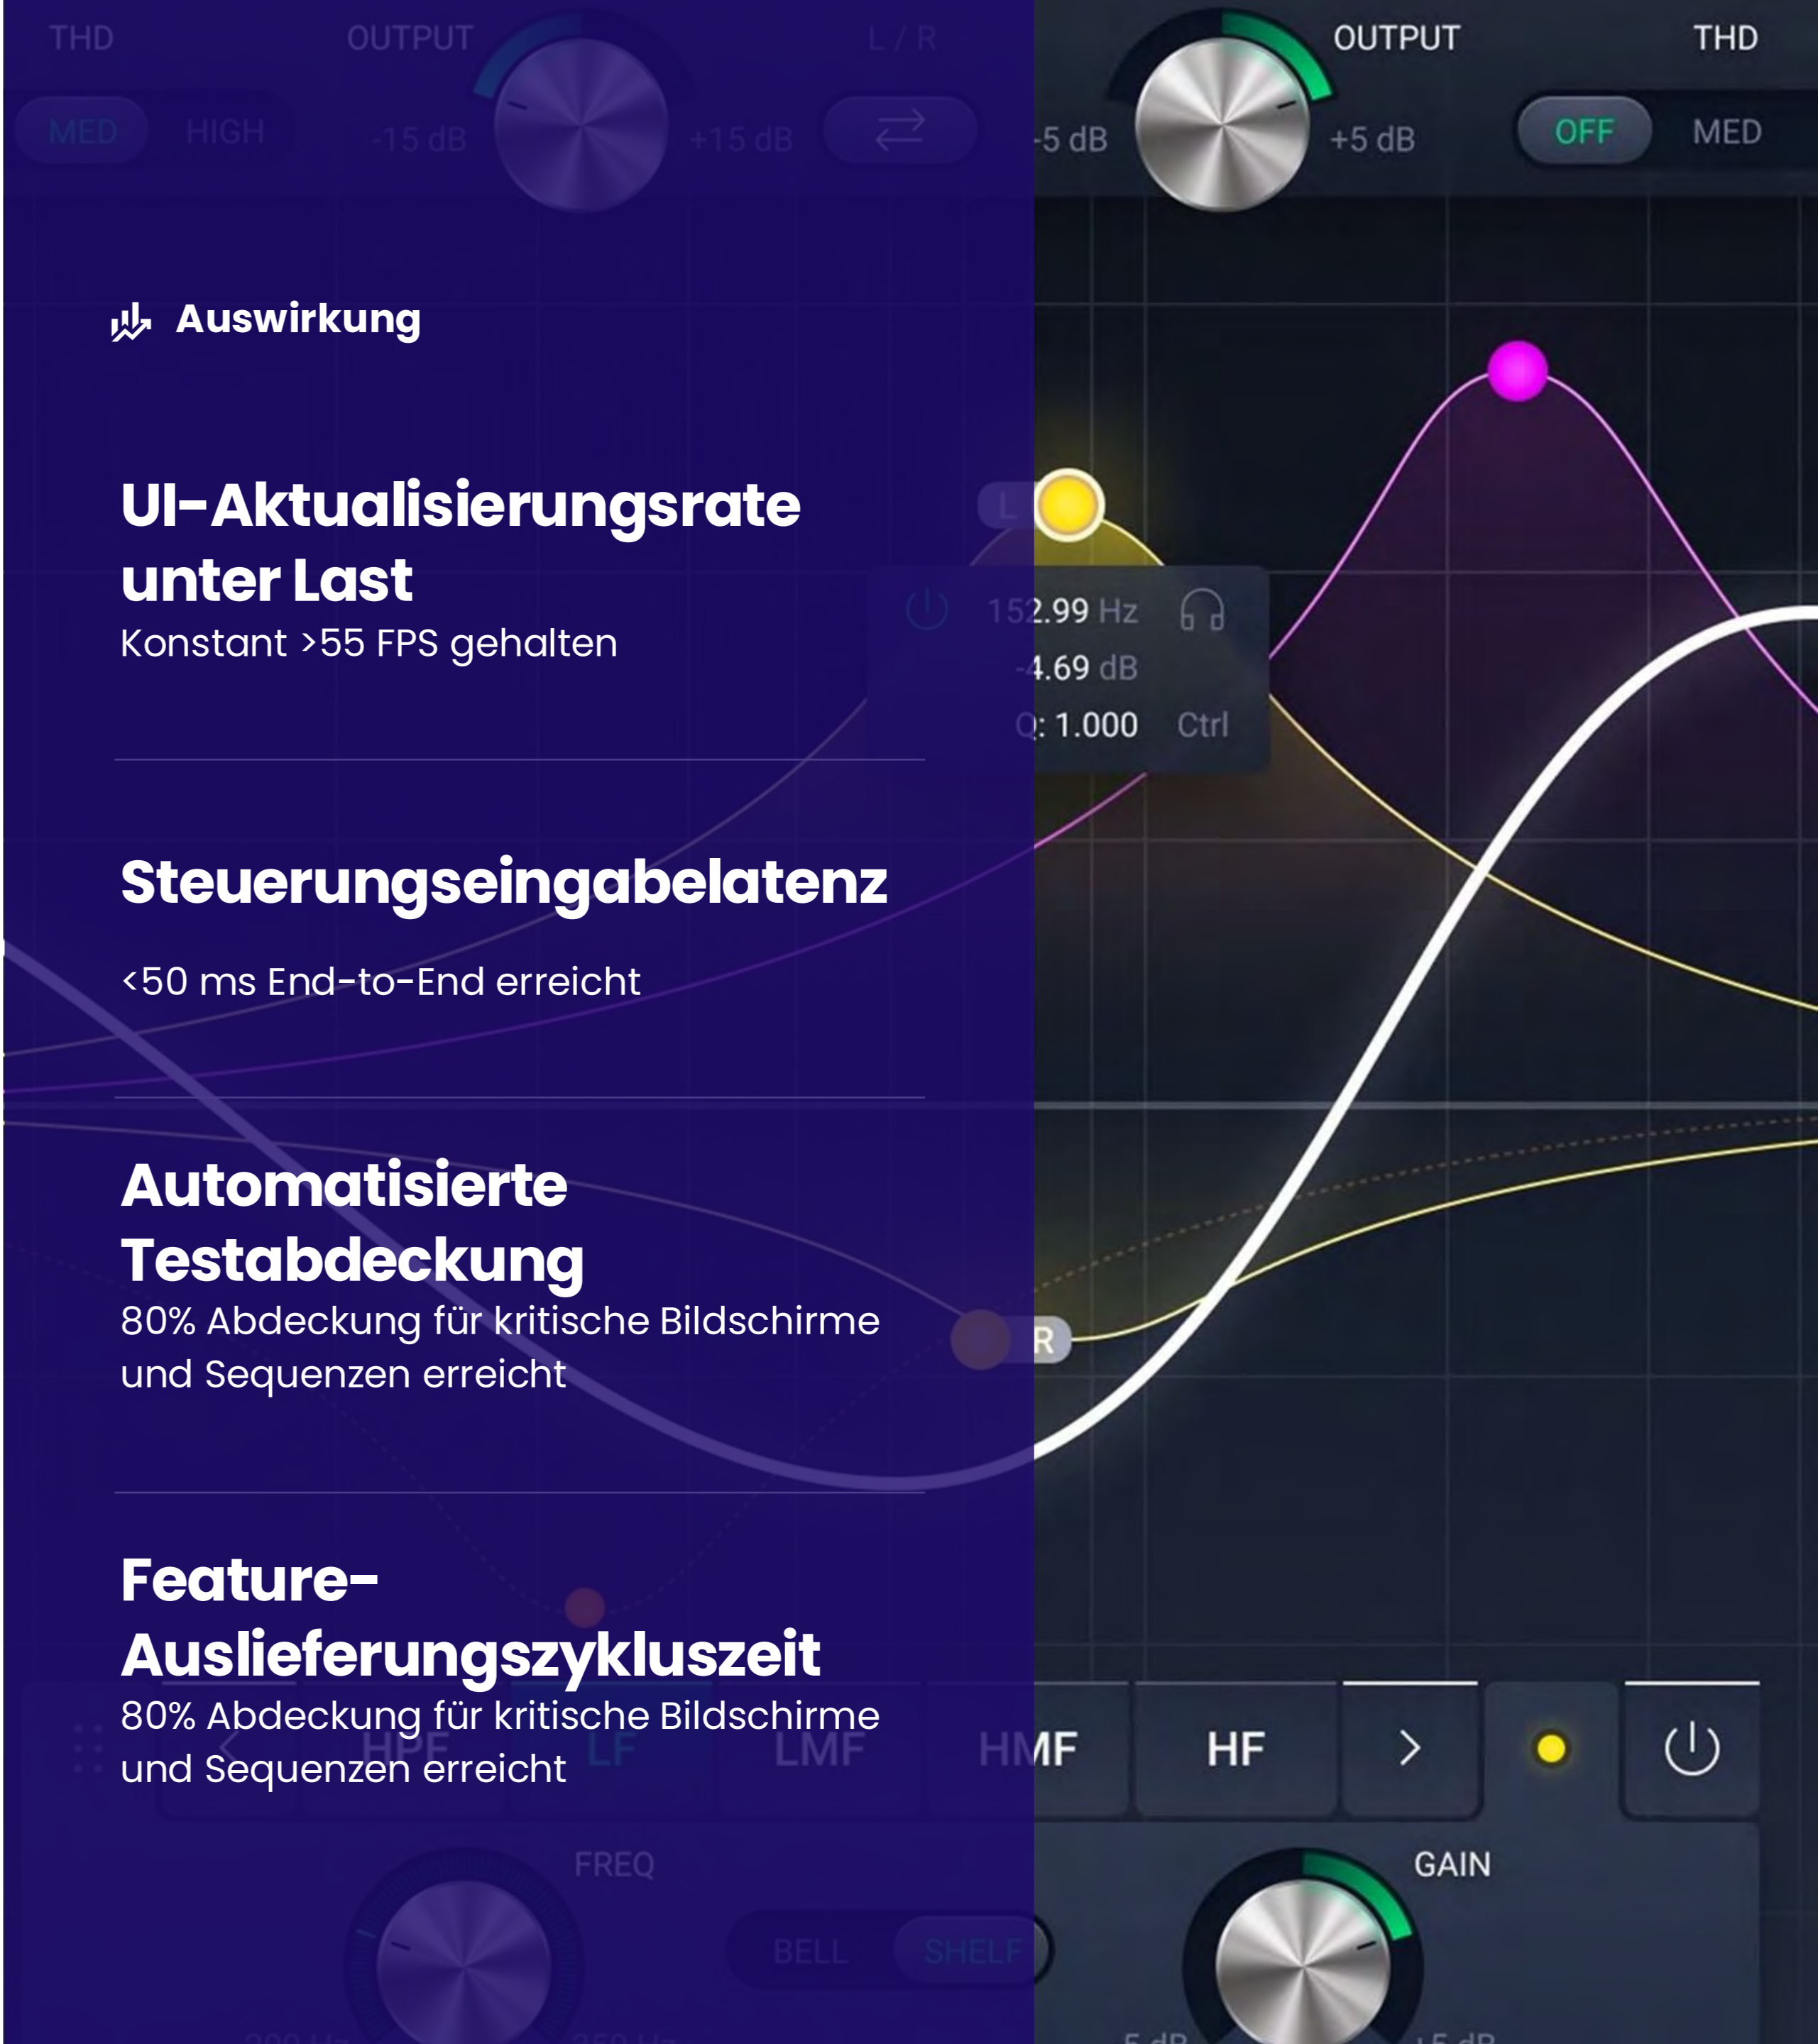 THD OUTPUT L / R OUTPUT THD
MED HIGH -15 dB +15 dB -5 dB +5 dB OFF MED
Auswirkung
UI-Aktualisierungsrate
unter Last
Konstant >55 FPS gehalten
L
152.99 Hz
-4.69 dB
Q: 1.000 Ctrl
Steuerungseingabelatenz
<50 ms End-to-End erreicht
Automatisierte
Testabdeckung
80% Abdeckung für kritische Bildschirme
und Sequenzen erreicht
R
Feature-
Auslieferungszykluszeit
80% Abdeckung für kritische Bildschirme
und Sequenzen erreicht
HPF LF LMF HMF HF
FREQ GAIN
BELL SHELF